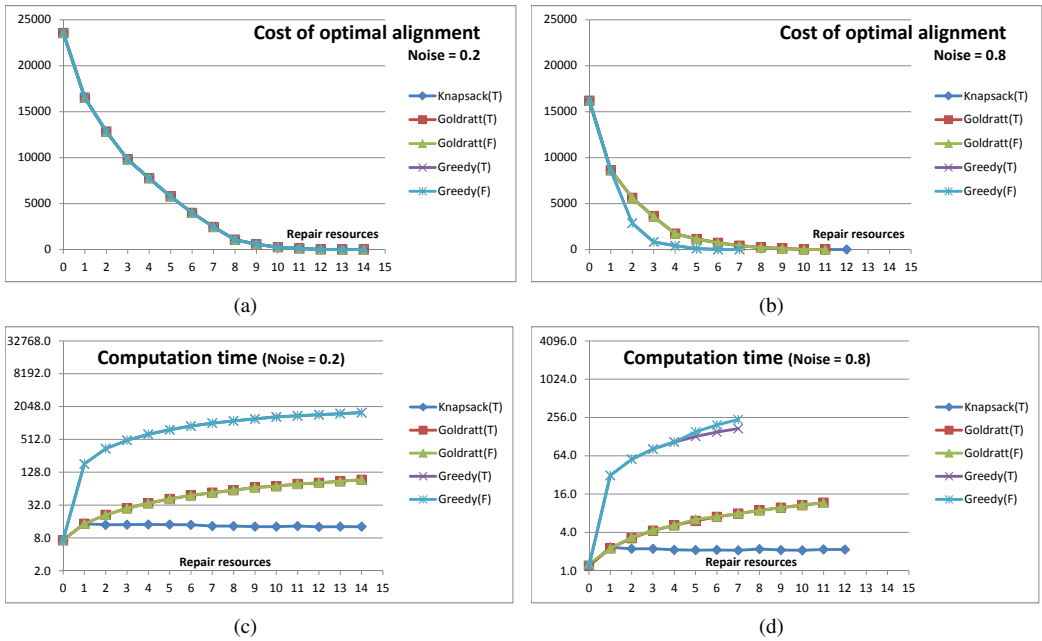 Cost of optimal alignment
Noise = 0.2
25000
20000
15000
10000
5000
0
Repair resources
0 1 2 3 4 5 6 7 8 9 10 11 12 13 14 15
Knapsack(T)
Goldratt(T)
Goldratt(F)
Greedy(T)
Greedy(F)
(a)
Cost of optimal alignment
Noise = 0.8
25000
20000
15000
10000
5000
0
Repair resources
0 1 2 3 4 5 6 7 8 9 10 11 12 13 14 15
Knapsack(T)
Goldratt(T)
Goldratt(F)
Greedy(T)
Greedy(F)
(b)
Computation time (Noise = 0.2)
32768.0
8192.0
2048.0
512.0
128.0
32.0
8.0
2.0
Repair resources
0 1 2 3 4 5 6 7 8 9 10 11 12 13 14 15
Knapsack(T)
Goldratt(T)
Goldratt(F)
Greedy(T)
Greedy(F)
(c)
Computation time (Noise = 0.8)
4096.0
1024.0
256.0
64.0
16.0
4.0
1.0
Repair resources
0 1 2 3 4 5 6 7 8 9 10 11 12 13 14 15
Knapsack(T)
Goldratt(T)
Goldratt(F)
Greedy(T)
Greedy(F)
(d)